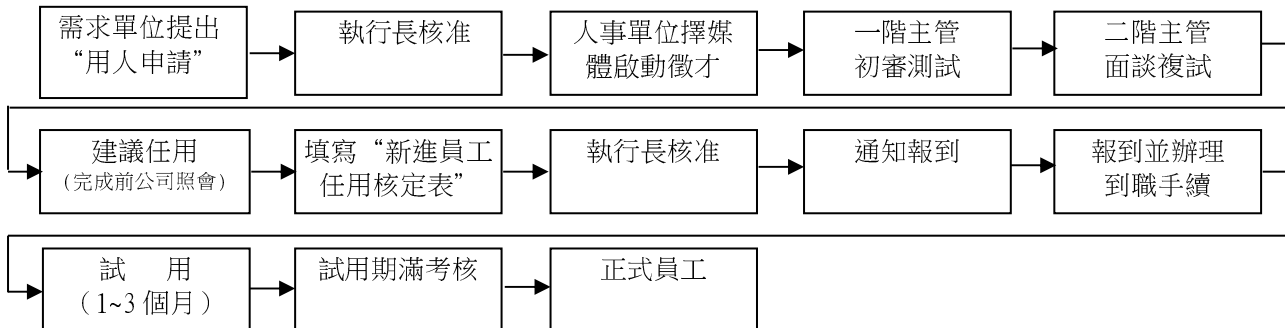 需求單位提出
“用人申請”
執行長核准
人事單位擇媒
體啟動徵才
一階主管
初審測試
二階主管
面談複試
建議任用
(完成前公司照會)
填寫“新進員工
任用核定表”
執行長核准
通知報到
報到並辦理
到職手續
試　用
（1~3 個月）
試用期滿考核
正式員工